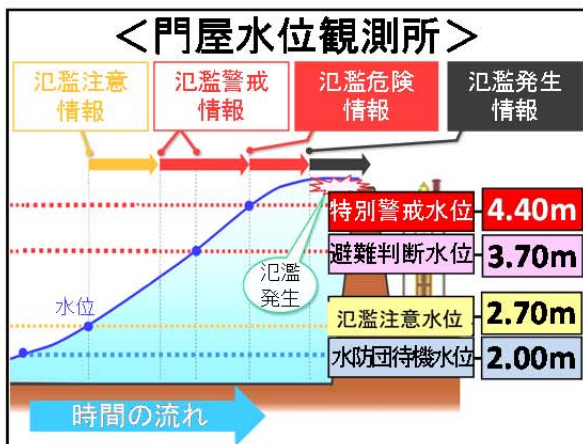 ＜門屋水位観測所＞
氾濫注意
情報
氾濫警戒
情報
氾濫危険
情報
氾濫発生
情報
特別警戒水位 4.40m
避難判断水位 3.70m
氾濫
発生
水位
氾濫注意水位 2.70m
水防団待機水位 2.00m
時間の流れ